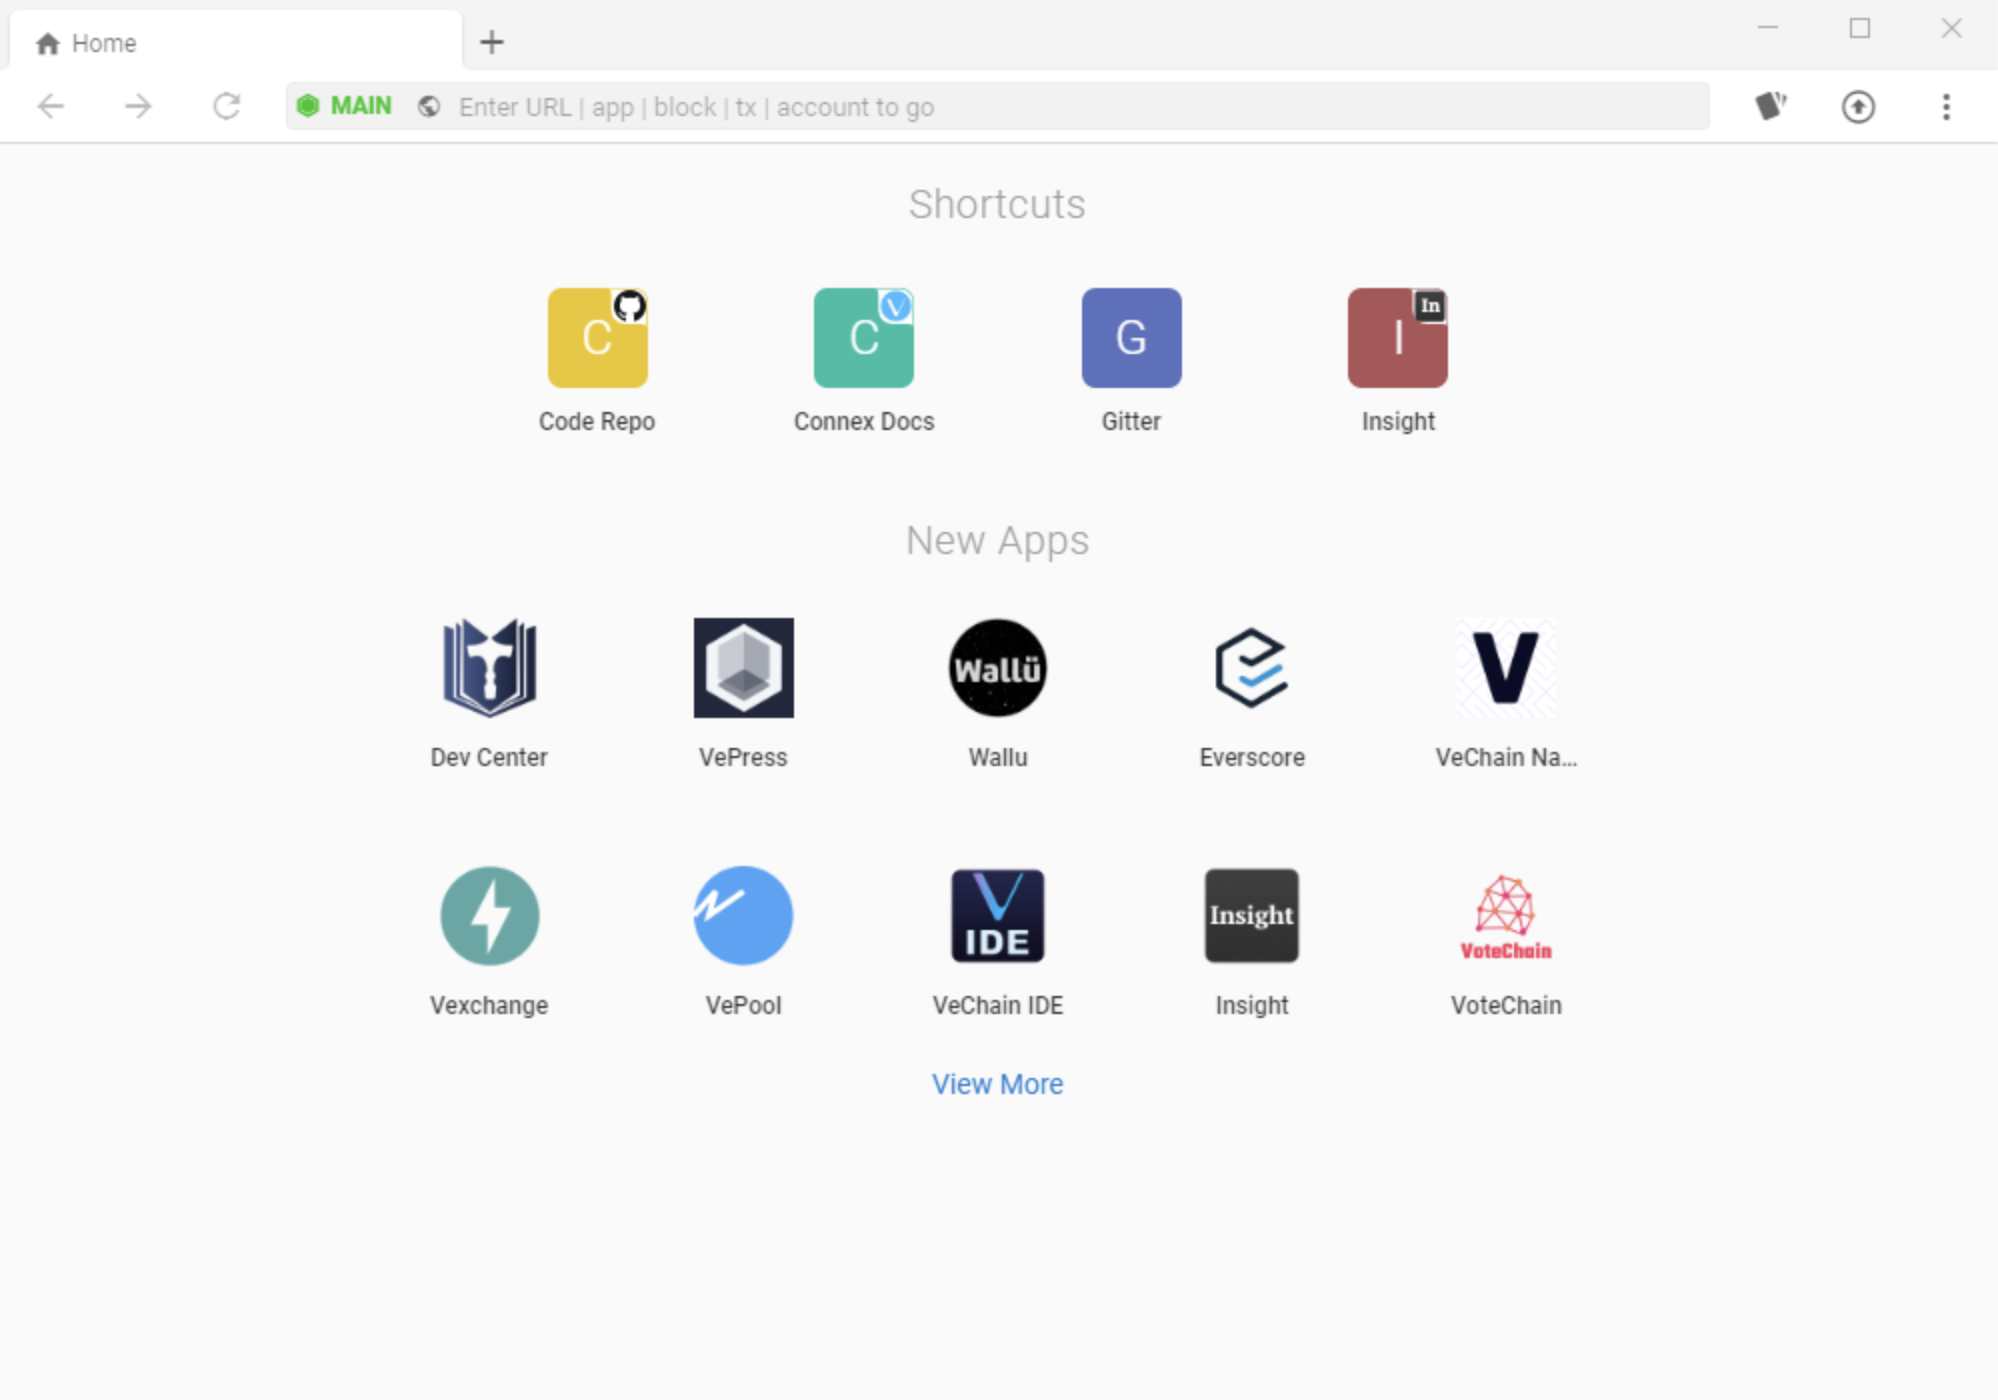 Home
MAIN Enter URL | app | block | tx | account to go
Shortcuts
C C G I In
Code Repo Connex Docs Gitter Insight
New Apps
Wallü V
Dev Center VePress Wallu Everscore VeChain Na...
V IDE Insight VoteChain
Vexchange VePool VeChain IDE Insight VoteChain
View More